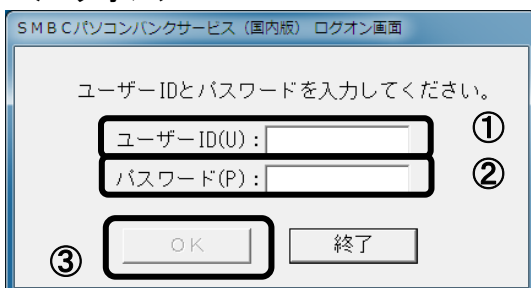 SMBCパソコンバンクサービス（国内版） ログオン画面
ユーザーIDとパスワードを入力してください。
ユーザーID(U)： ①
パスワード(P)： ②
③ OK 終了